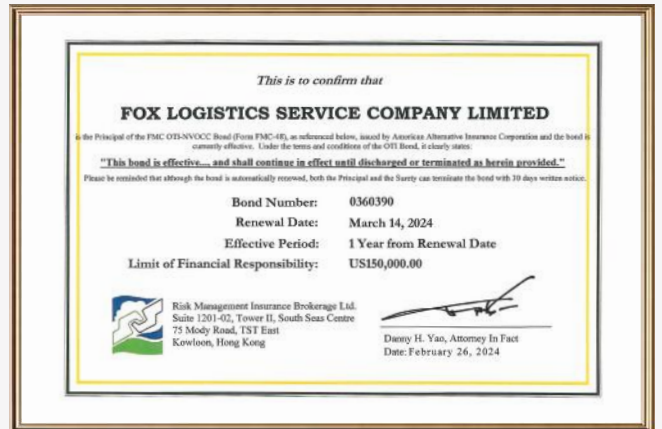 This is to confirm that
FOX LOGISTICS SERVICE COMPANY LIMITED
is the Principal of the FMC OTI-NVOCC Bond (Form FMC-48), as referenced below, issued by American Alternative Insurance Corporation and the bond is
currently effective. Under the terms and conditions of the OTI Bond, it clearly states:
"This bond is effective..., and shall continue in effect until discharged or terminated as herein provided."
Please be reminded that although the bond is automatically renewed, both the Principal and the Surety can terminate the bond with 30 days written notice.
Bond Number: 0360390
Renewal Date: March 14, 2024
Effective Period: 1 Year from Renewal Date
Limit of Financial Responsibility: US150,000.00
Risk Management Insurance Brokerage Ltd.
Suite 1201-02, Tower II, South Seas Centre
75 Mody Road, TST East
Kowloon, Hong Kong
Danny H. Yao, Attorney In Fact
Date: February 26, 2024